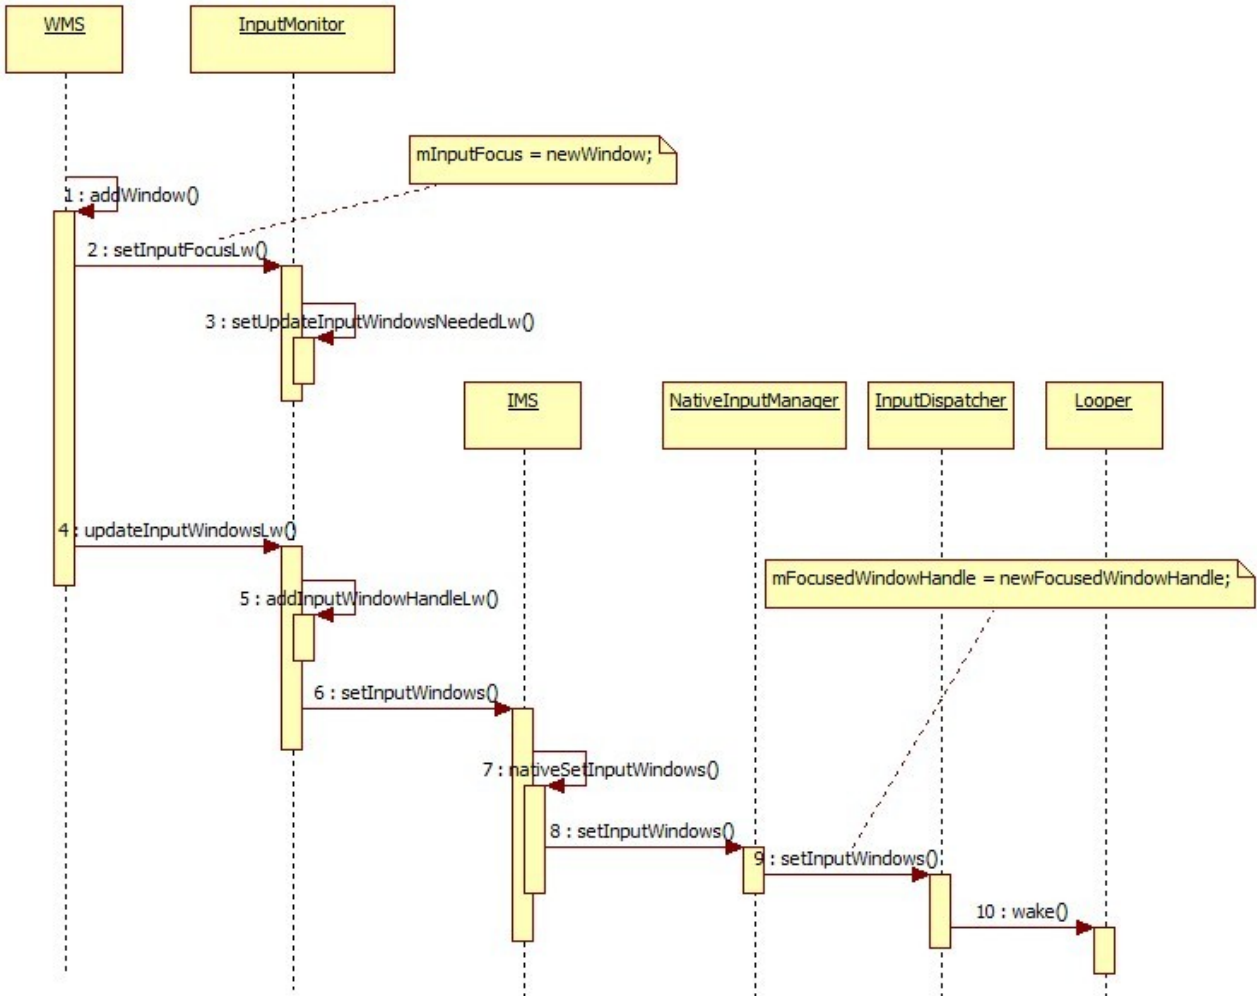 WMS
InputMonitor
mInputFocus = newWindow;
1 : addWindow()
2 : setInputFocusLw()
3 : setUpdateInputWindowsNeededLw()
IMS
NativeInputManager
InputDispatcher
Looper
4 : updateInputWindowsLw()
mFocusedWindowHandle = newFocusedWindowHandle;
5 : addInputWindowHandleLw()
6 : setInputWindows()
7 : nativeSetInputWindows()
8 : setInputWindows()
9 : setInputWindows()
10 : wake()